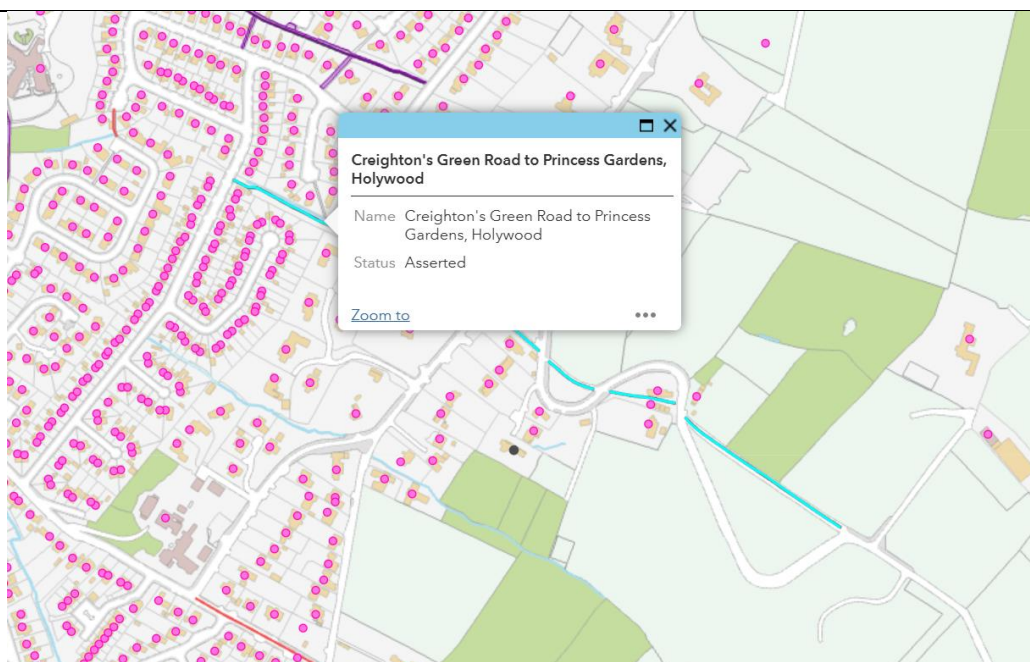 Creighton's Green Road to Princess Gardens,
Holywood
Name Creighton's Green Road to Princess
Gardens, Holywood
Status Asserted
Zoom to